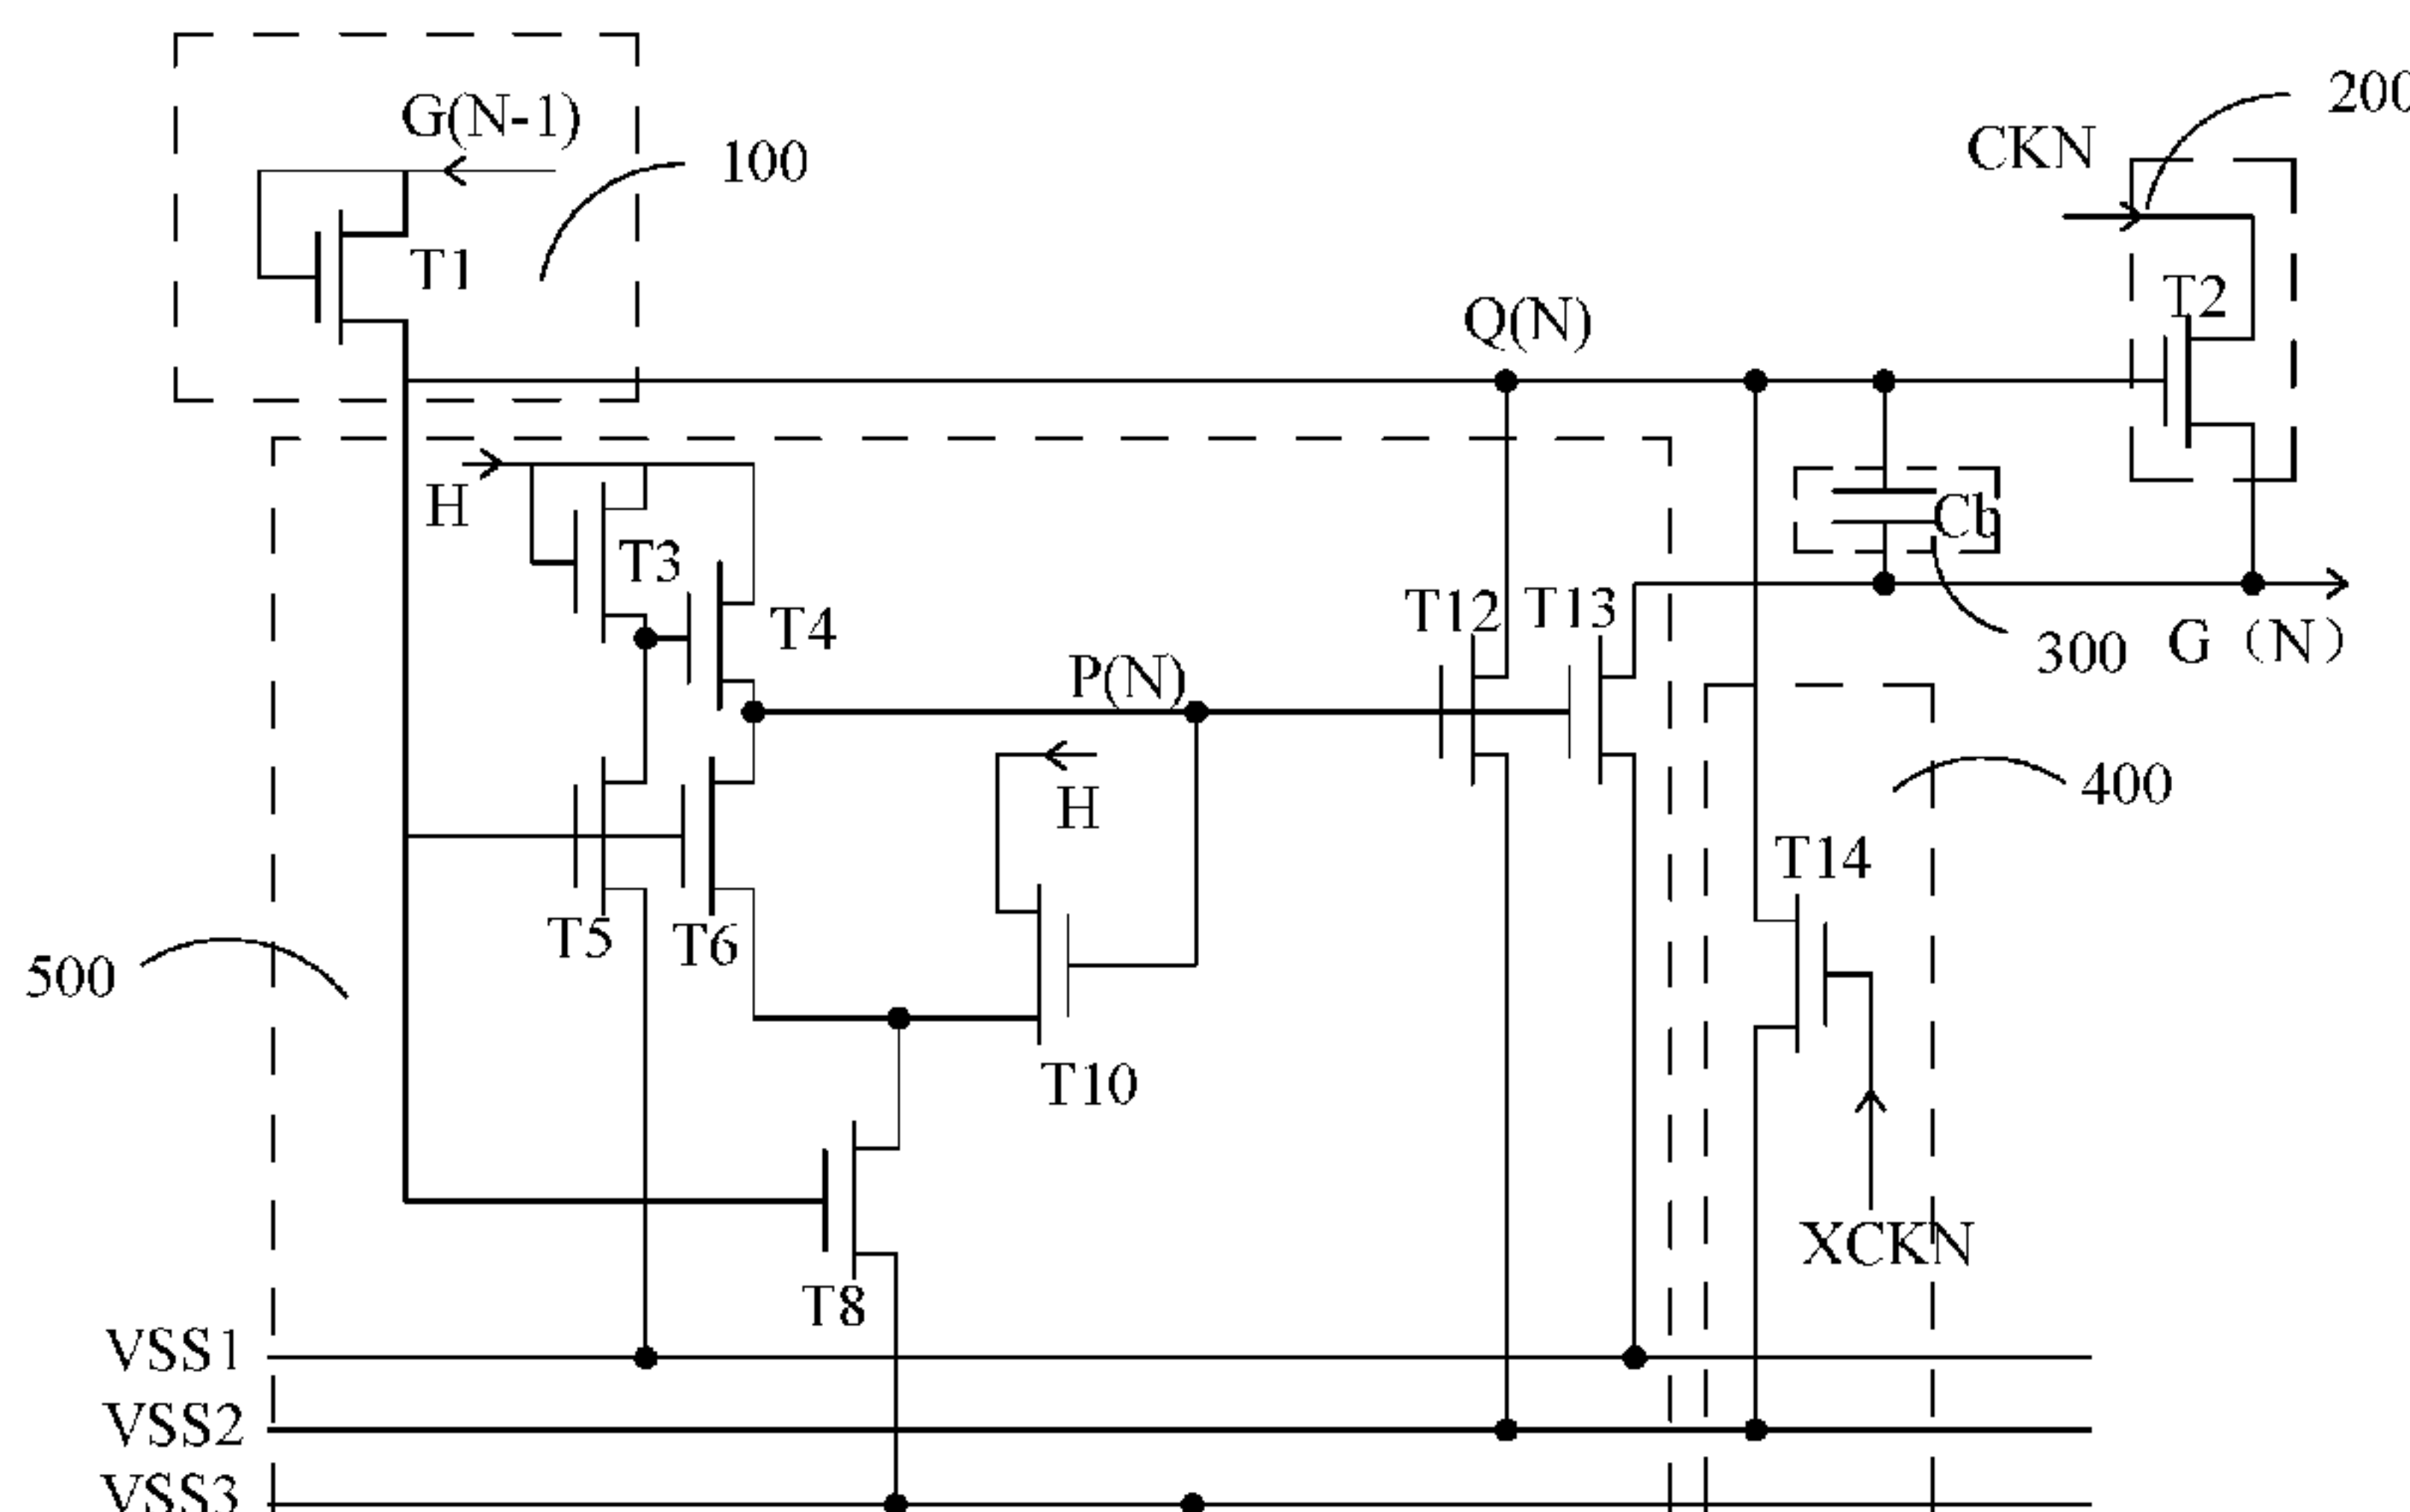 G(N-1)
100
200
CKN
T1
T2
Q(N)
H
T3
Cb
T4
T12
T13
300
G (N)
P(N)
H
400
T14
T5
T6
500
T10
XCKN
T8
VSS1
VSS2
VSS3